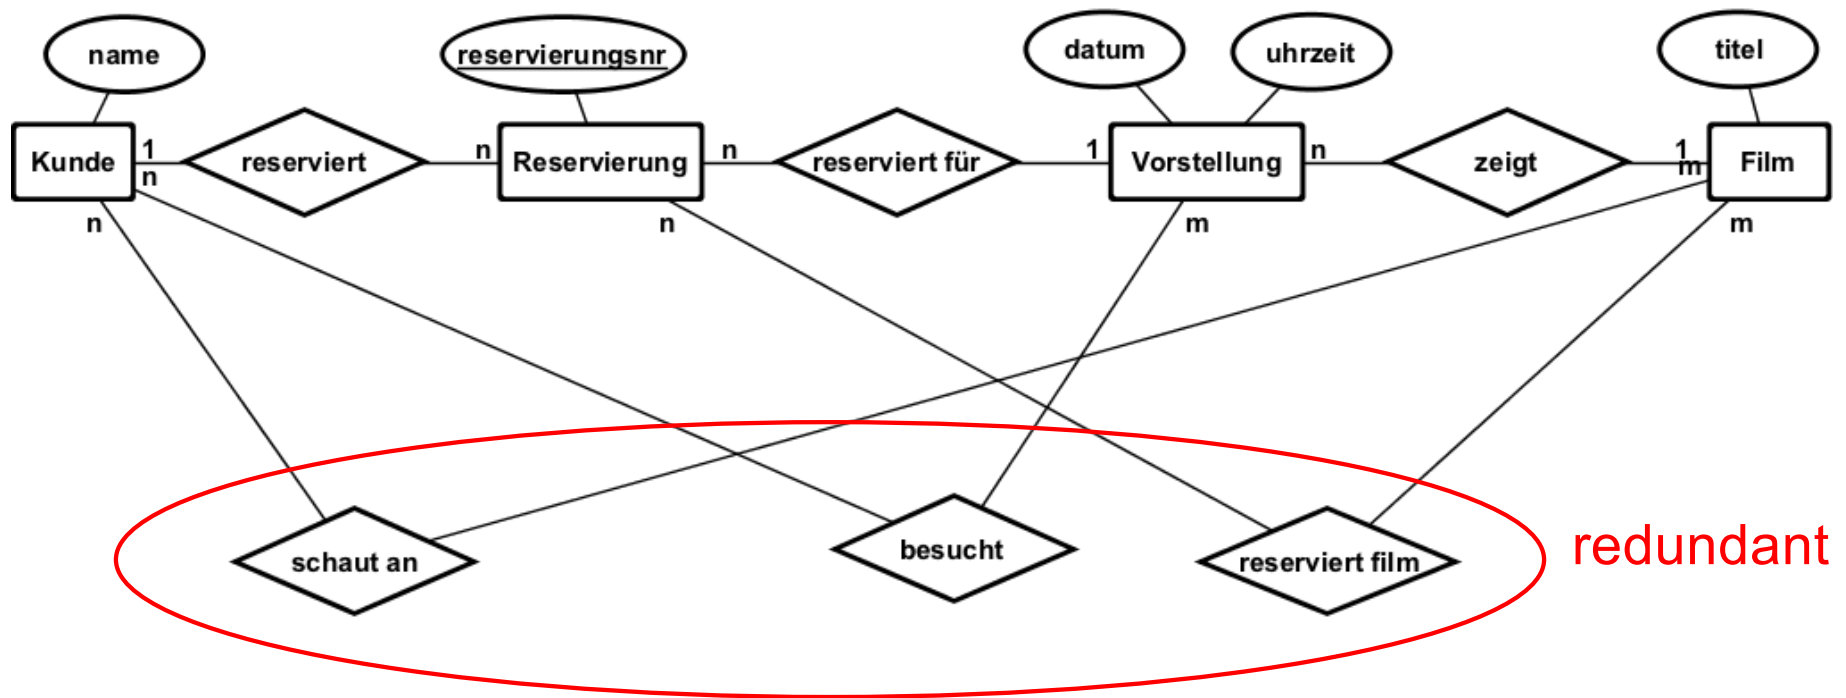 name
reservierungsnr
datum
uhrzeit
titel
Kunde
1
n
reserviert
n
Reservierung
n
reserviert für
1
Vorstellung
n
zeigt
1
m
Film
n
n
m
m
schaut an
besucht
reserviert film
redundant